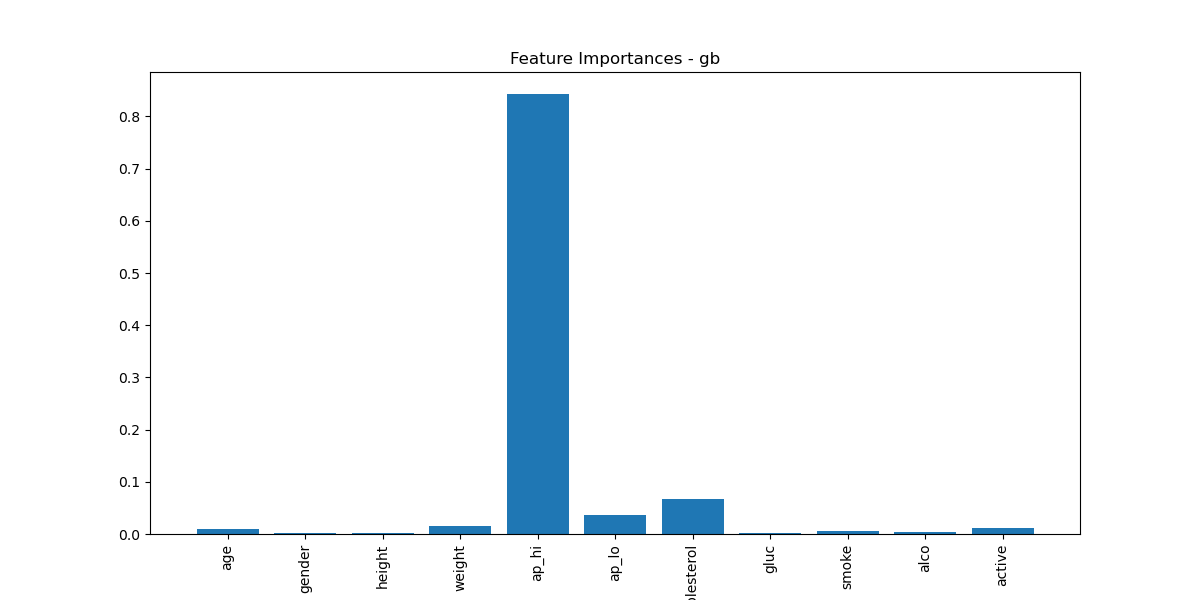 Feature Importances - gb
0.8
0.7
0.6
0.5
0.4
0.3
0.2
0.1
0.0
age
gender
height
weight
ap_hi
ap_lo
olesterol
gluc
smoke
alco
active